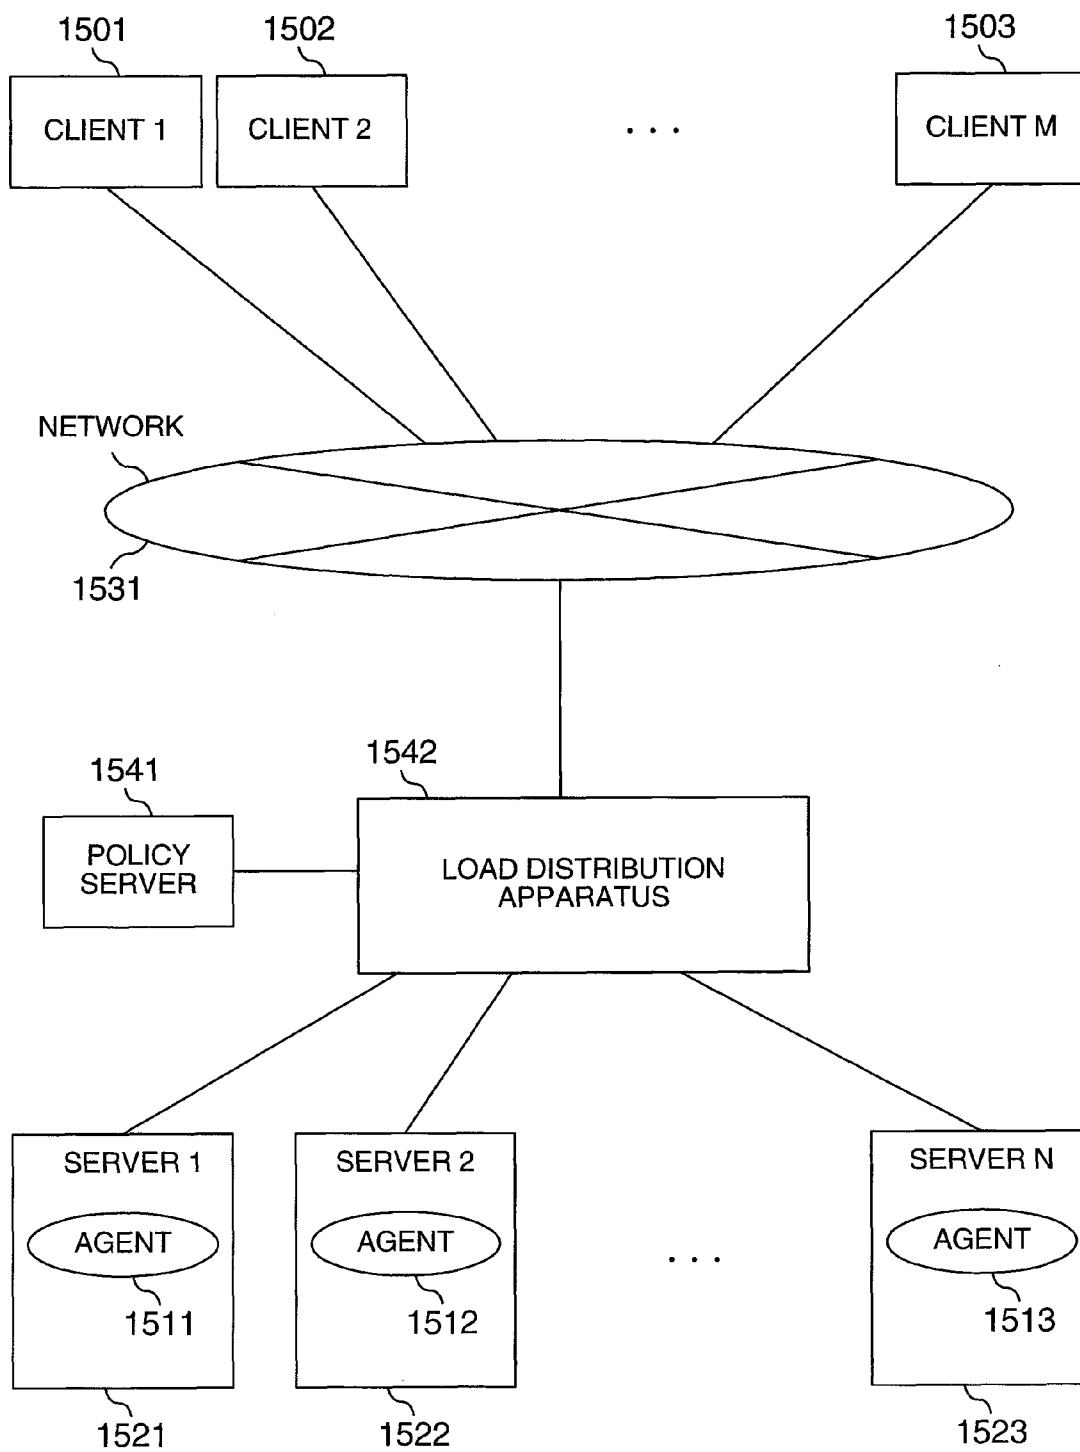 1501
1502
1503
CLIENT 1
CLIENT 2
. . .
CLIENT M
NETWORK
1531
1542
1541
POLICY
SERVER
LOAD DISTRIBUTION
APPARATUS
SERVER 1
SERVER 2
SERVER N
AGENT
AGENT
. . .
AGENT
1511
1512
1513
1521
1522
1523